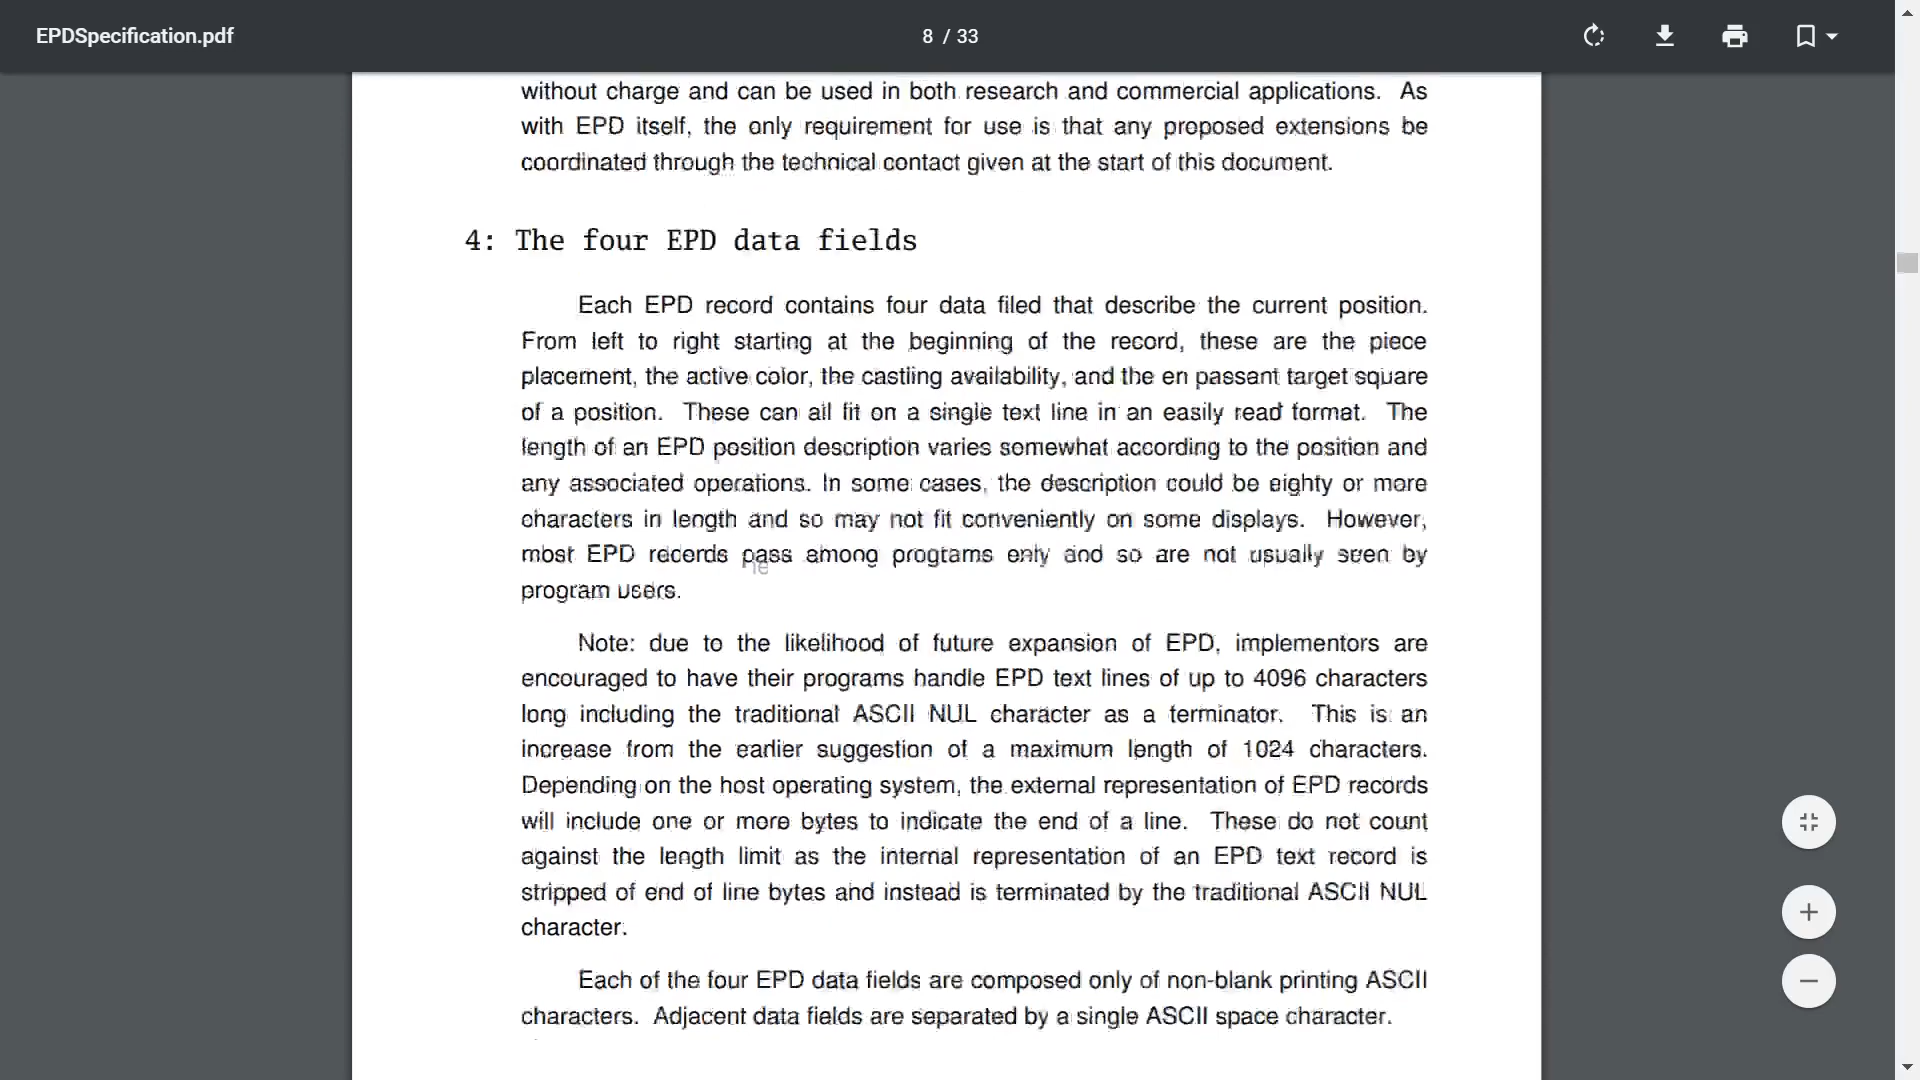 EPDSpecification.pdf
8 / 33
without charge and can be used in both research and commercial applications. As
with EPD itself, the only requirement for use is that any proposed extensions be
coordinated through the technical contact given at the start of this document.
4: The four EPD data fields
Each EPD record contains four data filed that describe the current position.
From left to right starting at the beginning of the record, these are the piece
placement, the active color, the castling availability, and the en passant target square
of a position. These can all fit on a single text line in an easily read format. The
length of an EPD position description varies somewhat according to the position and
any associated operations. In some cases, the description could be eighty or more
characters in length and so may not fit conveniently on some displays. However,
most EPD records pass among programs only and so are not usually seen by
program users.
Note: due to the likelihood of future expansion of EPD, implementors are
encouraged to have their programs handle EPD text lines of up to 4096 characters
long including the traditional ASCII NUL character as a terminator. This is an
increase from the earlier suggestion of a maximum length of 1024 characters.
Depending on the host operating system, the external representation of EPD records
will include one or more bytes to indicate the end of a line. These do not count
against the length limit as the internal representation of an EPD text record is
stripped of end of line bytes and instead is terminated by the traditional ASCII NUL
character.
Each of the four EPD data fields are composed only of non-blank printing ASCII
characters. Adjacent data fields are separated by a single ASCII space character.